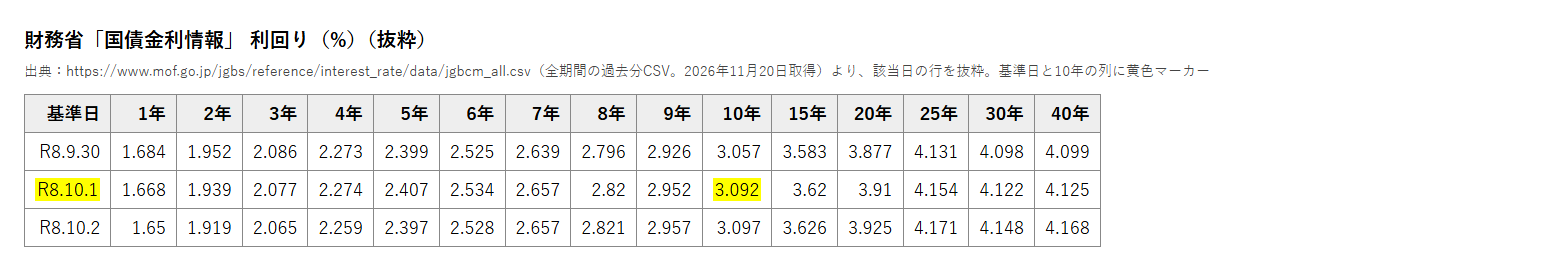 財務省「国債金利情報」 利回り（%）（抜粋）
出典：https://www.mof.go.jp/jgbs/reference/interest_rate/data/jgbcm_all.csv（全期間の過去分CSV。2026年11月20日取得）より、該当日の行を抜粋。基準日と10年の列に黄色マーカー
基準日 1年 2年 3年 4年 5年 6年 7年 8年 9年 10年 15年 20年 25年 30年 40年
R8.9.30 1.684 1.952 2.086 2.273 2.399 2.525 2.639 2.796 2.926 3.057 3.583 3.877 4.131 4.098 4.099
R8.10.1 1.668 1.939 2.077 2.274 2.407 2.534 2.657 2.82 2.952 3.092 3.62 3.91 4.154 4.122 4.125
R8.10.2 1.65 1.919 2.065 2.259 2.397 2.528 2.657 2.821 2.957 3.097 3.626 3.925 4.171 4.148 4.168